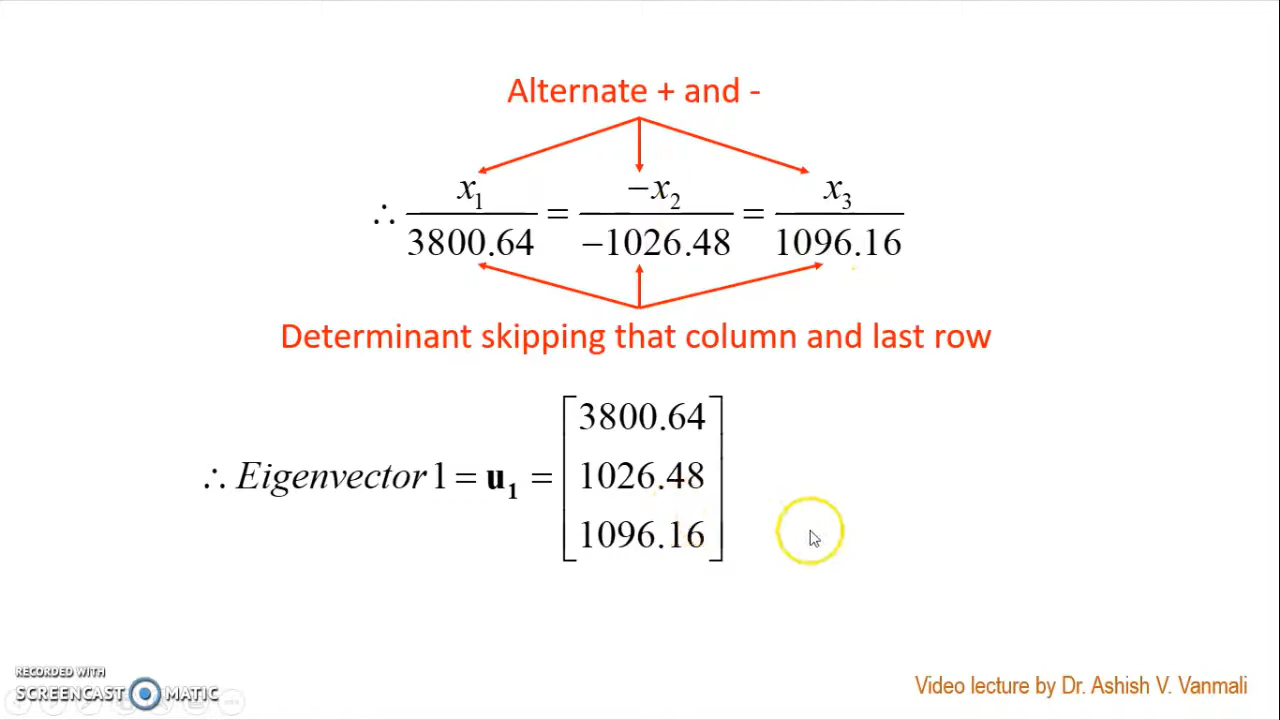 Alternate + and -
∴ x₁/3800.64 = −x₂/−1026.48 = x₃/1096.16
Determinant skipping that column and last row
∴ Eigenvector 1 = u₁ = [3800.64
1026.48
1096.16]
RECORDED WITH
SCREENCAST MATIC
Video lecture by Dr. Ashish V. Vanmali